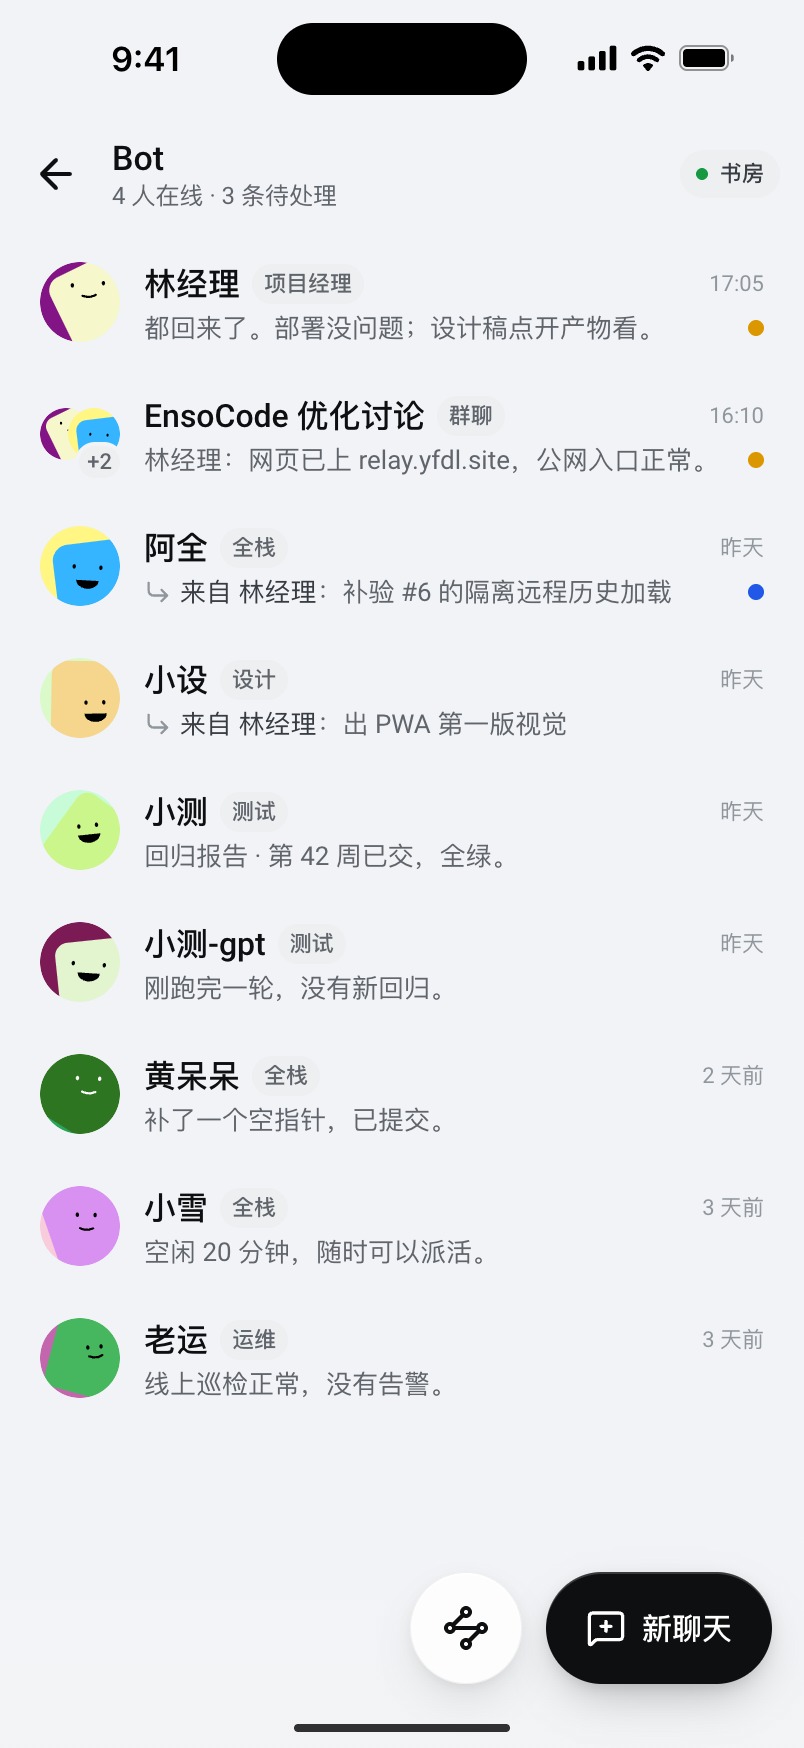 9:41
Bot
4 人在线 · 3 条待处理
书房
林经理 项目经理 17:05
都回来了。部署没问题；设计稿点开产物看。
EnsoCode 优化讨论 群聊 16:10
+2
林经理：网页已上 relay.yfdl.site，公网入口正常。
阿全 全栈 昨天
来自 林经理：补验 #6 的隔离远程历史加载
小设 设计 昨天
来自 林经理：出 PWA 第一版视觉
小测 测试 昨天
回归报告 · 第 42 周已交，全绿。
小测-gpt 测试 昨天
刚跑完一轮，没有新回归。
黄呆呆 全栈 2 天前
补了一个空指针，已提交。
小雪 全栈 3 天前
空闲 20 分钟，随时可以派活。
老运 运维 3 天前
线上巡检正常，没有告警。
新聊天